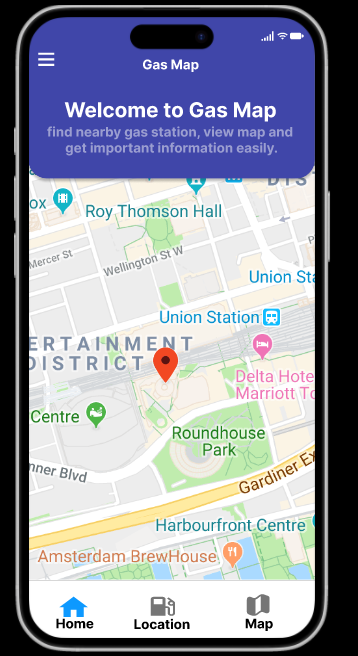 Gas Map
Welcome to Gas Map
find nearby gas station, view map and
get important information easily.
ox
Roy Thomson Hall
Mercer St
Wellington St W
Union Sta
Union Station
ERTAINMENT
DISTRICT
Delta Hote
Marriott To
Centre
Roundhouse
Park
nner Blvd
Gardiner Ex
Harbourfront Centre
Amsterdam BrewHouse
Home
Location
Map